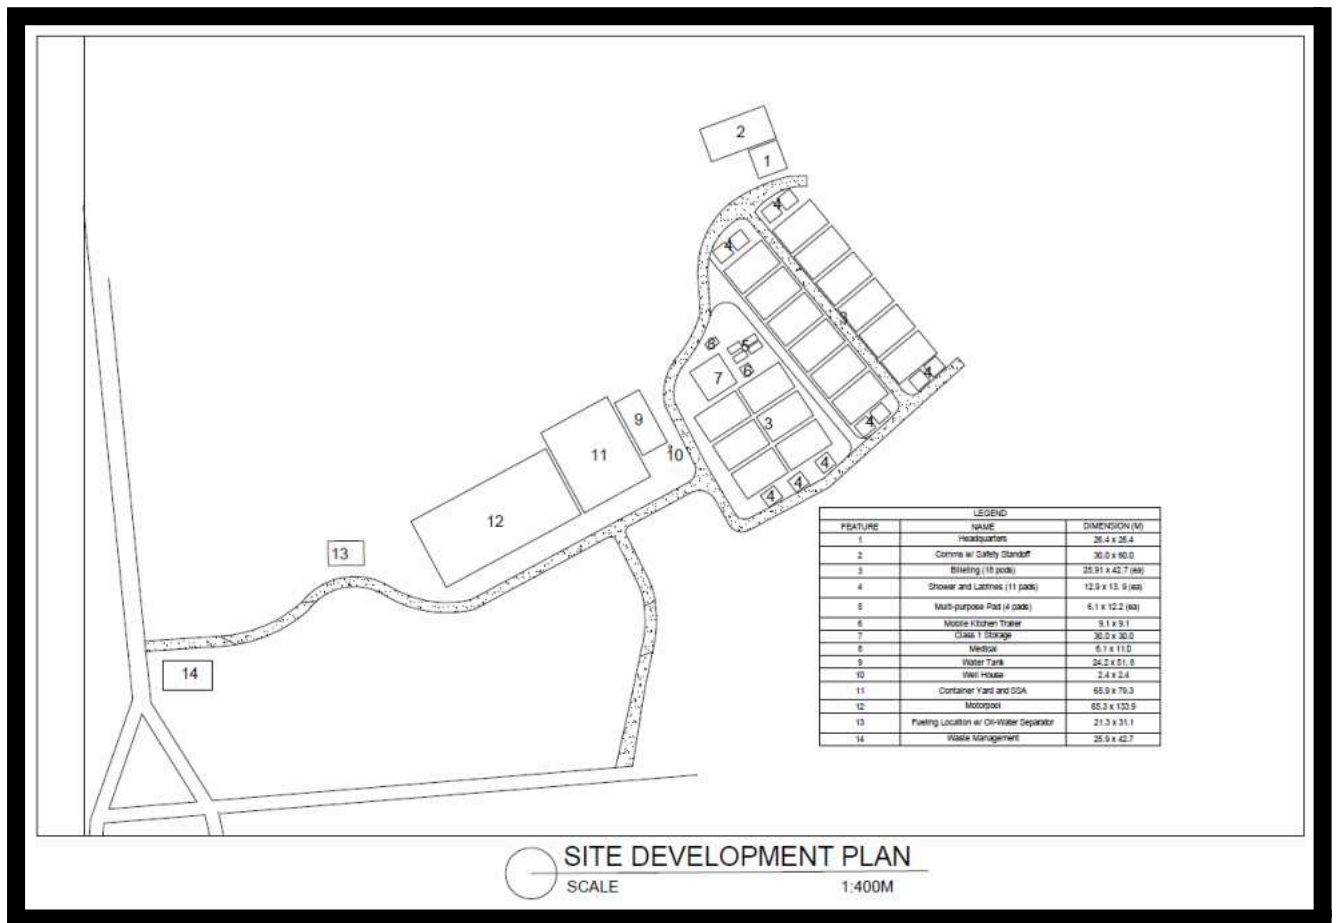 2
1
4
4
3
8
5
7
6
4
9
3
4
10
11
4
4
4
12
13
14
LEGEND
FEATURE NAME DIMENSION (M)
1 Headquarters 26.4 x 26.4
2 Comms w/ Safety Standoff 30.0 x 60.0
3 Billeting (18 pods) 25.91 x 42.7 (ea)
4 Shower and Latrines (11 pads) 12.9 x 13. 9 (ea)
5 Multi-purpose Pad (4 pads) 6.1 x 12.2 (ea)
6 Mobile Kitchen Trailer 9.1 x 9.1
7 Class 1 Storage 30.0 x 30.0
8 Medical 6.1 x 11.0
9 Water Tank 24.2 x 51. 8
10 Well House 2.4 x 2.4
11 Container Yard and SSA 65.9 x 79.3
12 Motorpool 65.3 x 133.9
13 Fueling Location w/ Oil-Water Separator 21.3 x 31.1
14 Waste Management 25.9 x 42.7
SITE DEVELOPMENT PLAN
SCALE 1:400M